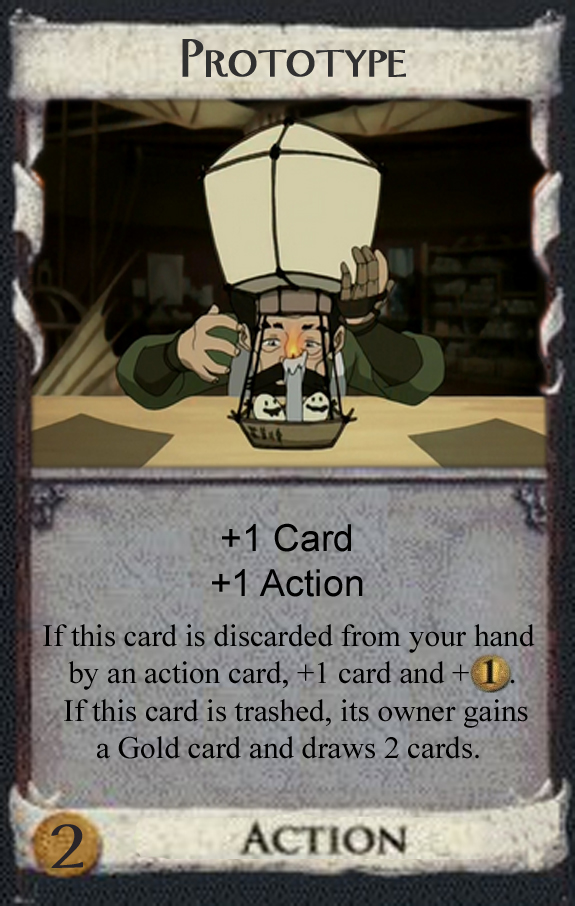 PROTOTYPE
+1 Card
+1 Action
If this card is discarded from your hand
by an action card, +1 card and +1.
If this card is trashed, its owner gains
a Gold card and draws 2 cards.
2 ACTION